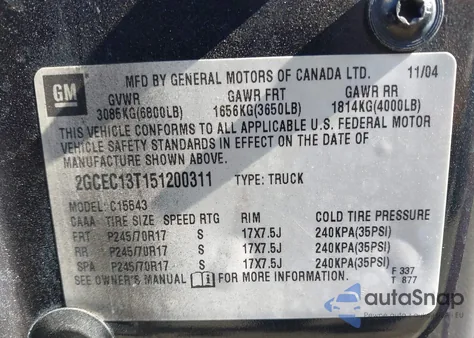 GM
MFD BY GENERAL MOTORS OF CANADA LTD. 11/04
GVWR GAWR FRT GAWR RR
3085KG(6800LB) 1656KG(3650LB) 1814KG(4000LB)
THIS VEHICLE CONFORMS TO ALL APPLICABLE U.S. FEDERAL MOTOR
VEHICLE SAFETY STANDARDS IN EFFECT ON THE DATE OF
MANUFACTURE SHOWN ABOVE.
2GCEC13T151200311 TYPE: TRUCK
MODEL: C15543
CAAA TIRE SIZE SPEED RTG RIM COLD TIRE PRESSURE
FRT P245/70R17 S 17X7.5J 240KPA(35PSI)
RR P245/70R17 S 17X7.5J 240KPA(35PSI)
SPA P245/70R17 S 17X7.5J 240KPA(35PSI)
SEE OWNER'S MANUAL FOR MORE INFORMATION. F 337
T 877
autoSnap